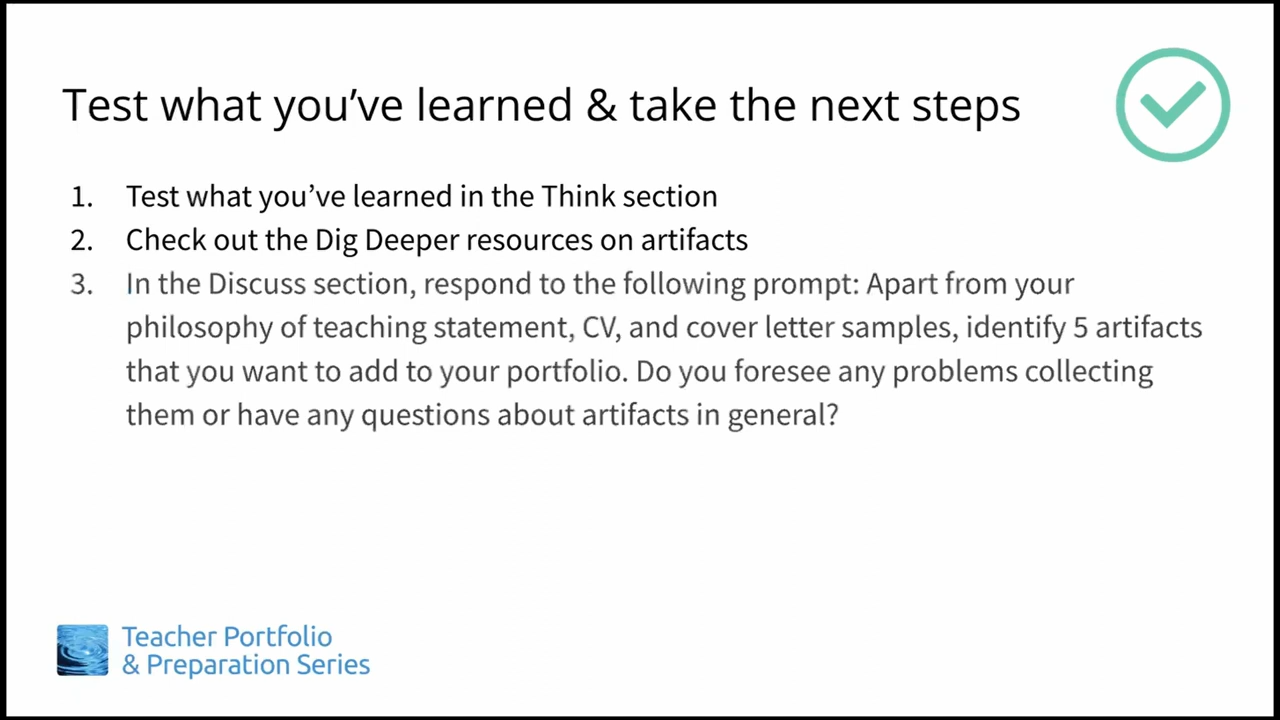 Test what you’ve learned & take the next steps
1. Test what you’ve learned in the Think section
2. Check out the Dig Deeper resources on artifacts
3. In the Discuss section, respond to the following prompt: Apart from your
philosophy of teaching statement, CV, and cover letter samples, identify 5 artifacts
that you want to add to your portfolio. Do you foresee any problems collecting
them or have any questions about artifacts in general?
Teacher Portfolio
& Preparation Series